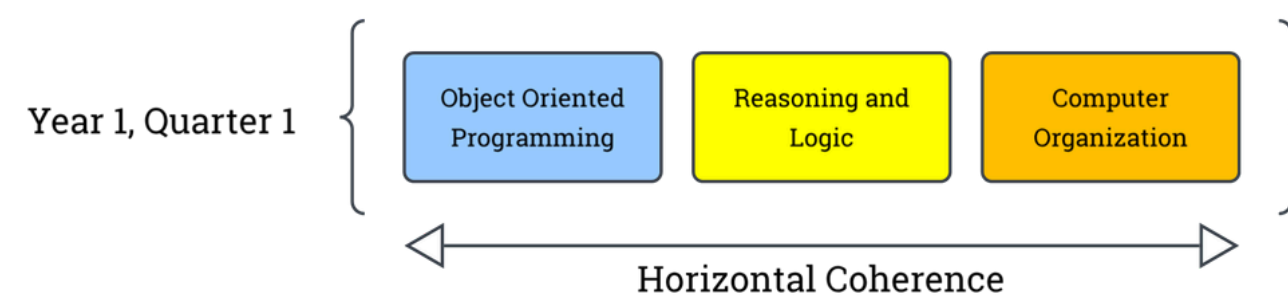 Year 1, Quarter 1
Object Oriented
Programming
Reasoning and
Logic
Computer
Organization
Horizontal Coherence